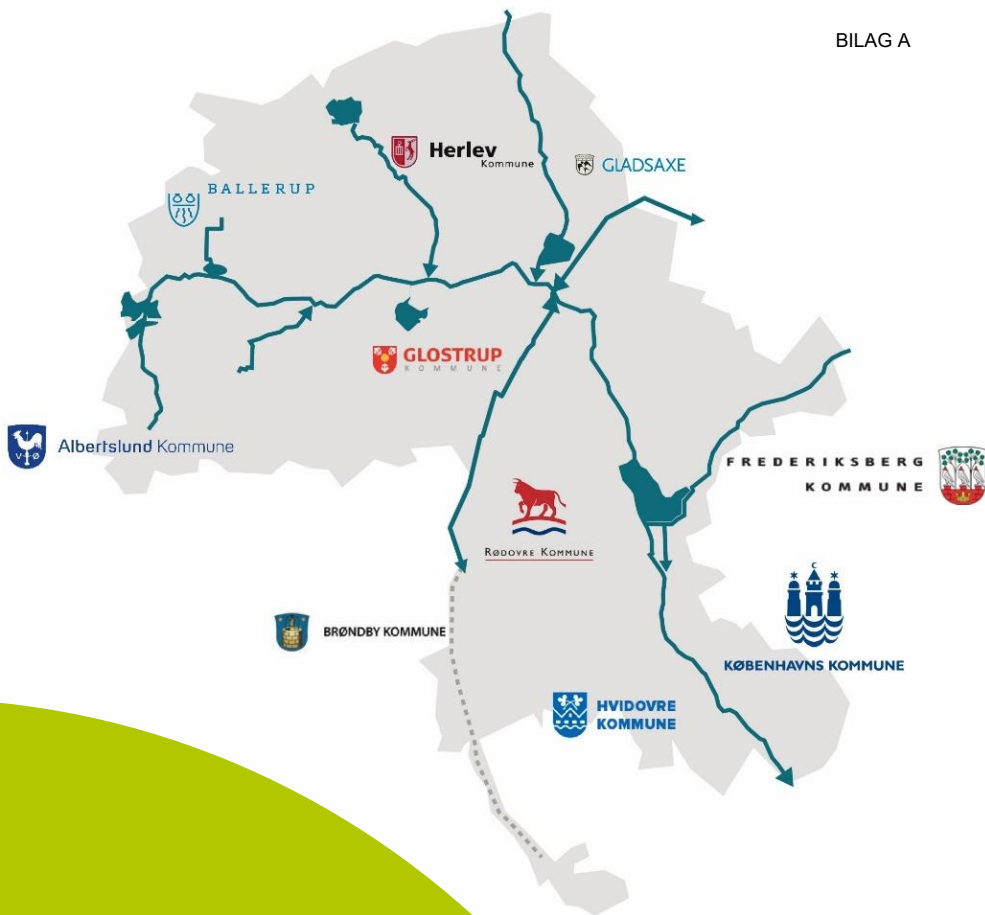 BILAG A
Herlev
Kommune
GLADSAXE
BALLERUP
GLOSTRUP
KOMMUNE
Albertslund Kommune
FREDERIKSBERG
KOMMUNE
RØDOVRE KOMMUNE
BRØNDBY KOMMUNE
KØBENHAVNS KOMMUNE
HVIDOVRE
KOMMUNE